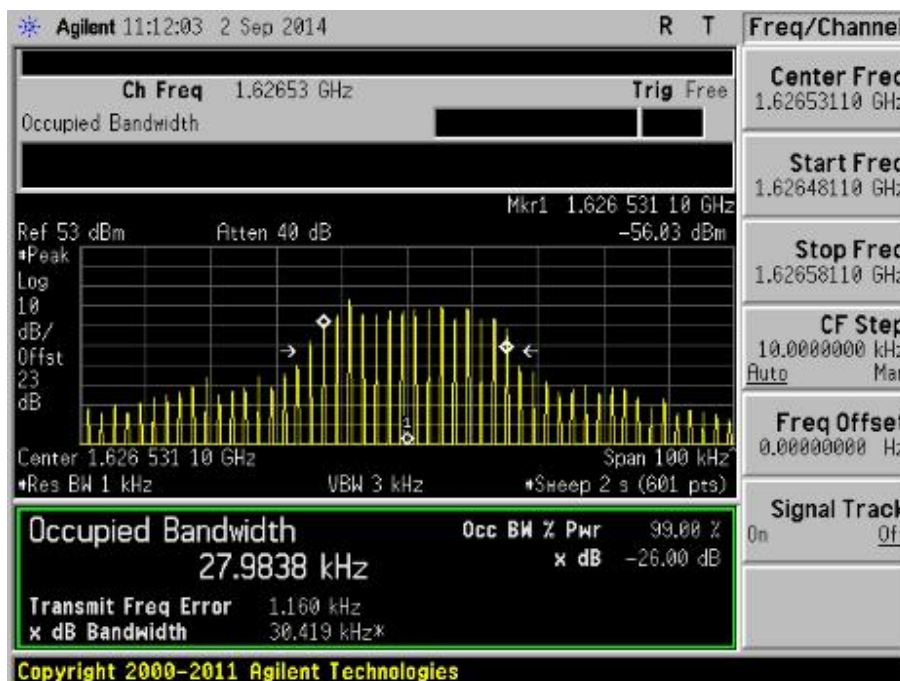 Agilent 11:12:03 2 Sep 2014 R T
Freq/Channel
Ch Freq 1.62653 GHz Trig Free
Occupied Bandwidth
Center Freq
1.62653110 GHz
Start Freq
1.62648110 GHz
Stop Freq
1.62658110 GHz
CF Step
10.0000000 kHz
Auto Man
Freq Offset
0.00000000 Hz
Signal Track
On Off
Mkr1 1.626 531 10 GHz
Ref 53 dBm Atten 40 dB -56.03 dBm
*Peak
Log
10
dB/
Offst
23
dB
1
Center 1.626 531 10 GHz Span 100 kHz^
*Res BW 1 kHz VBW 3 kHz *Sweep 2 s (601 pts)
Occupied Bandwidth
27.9838 kHz
Occ BW % Pwr 99.00 %
x dB -26.00 dB
Transmit Freq Error 1.160 kHz
x dB Bandwidth 30.419 kHz*
Copyright 2000-2011 Agilent Technologies